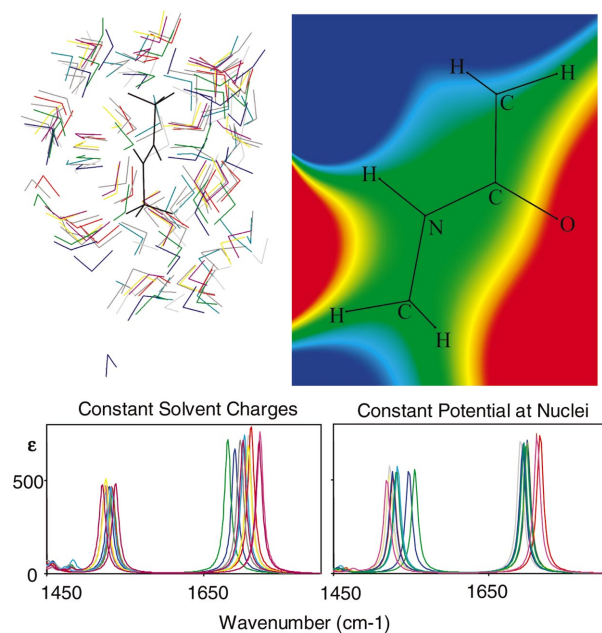 H
H
C
H
C
N
O
H
C
H
Constant Solvent Charges
Constant Potential at Nuclei
ε
500
0
1450
1650
1450
1650
Wavenumber (cm-1)